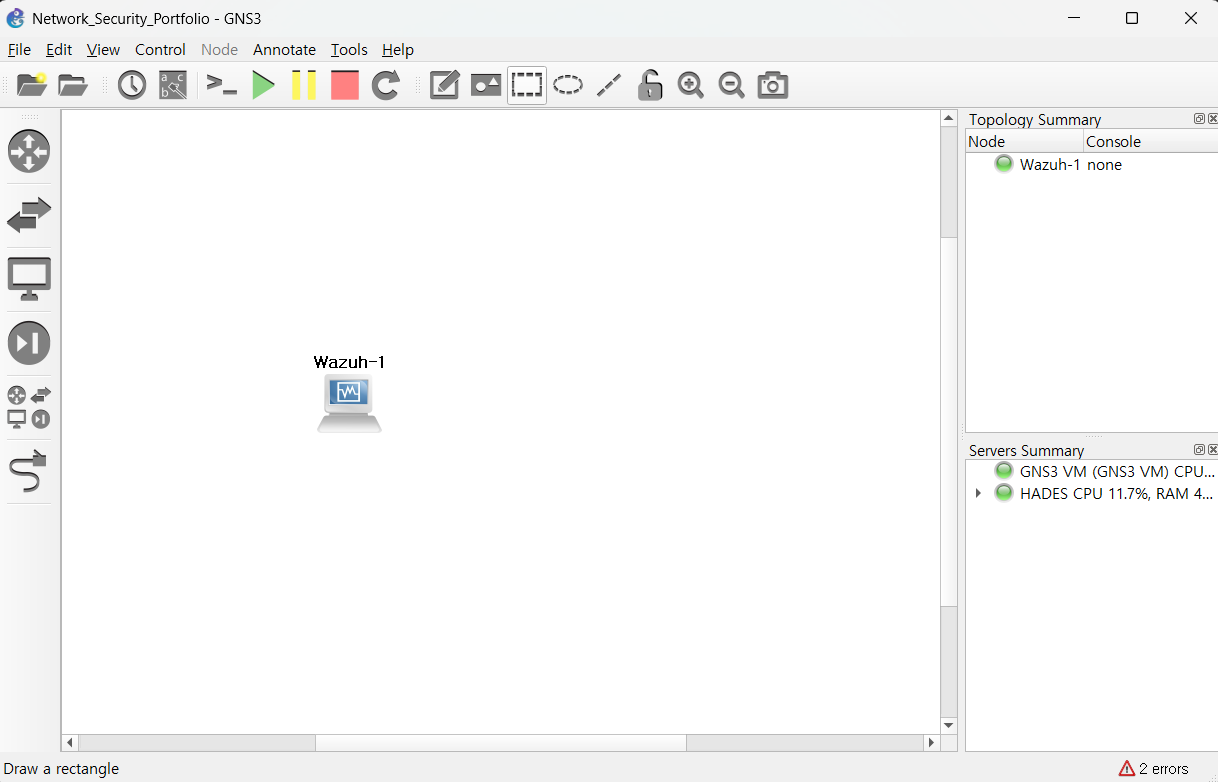 Network_Security_Portfolio - GNS3
File Edit View Control Node Annotate Tools Help
Topology Summary
Node Console
Wazuh-1 none
Wazuh-1
Servers Summary
GNS3 VM (GNS3 VM) CPU...
HADES CPU 11.7%, RAM 4...
Draw a rectangle
2 errors